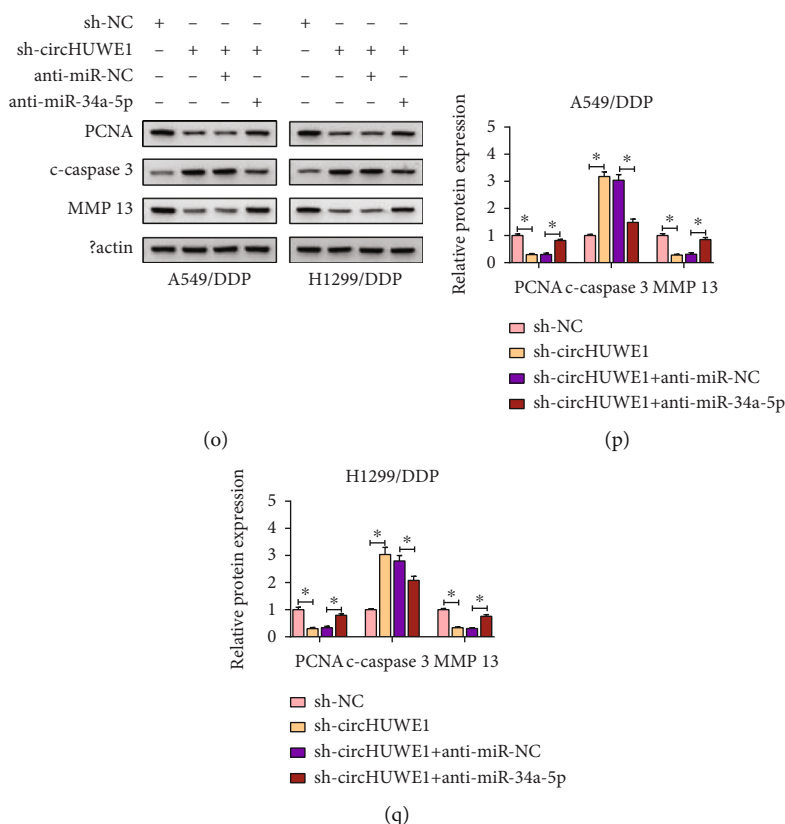 sh-NC + – – – + – – –
sh-circHUWE1 – + + + – + + +
anti-miR-NC – – + – – – + –
anti-miR-34a-5p – – – + – – – +
PCNA
c-caspase 3
MMP 13
?actin
A549/DDP H1299/DDP
(o)
A549/DDP
Relative protein expression
5
4
3
2
1
0
* * * * * *
PCNA c-caspase 3 MMP 13
sh-NC
sh-circHUWE1
sh-circHUWE1+anti-miR-NC
sh-circHUWE1+anti-miR-34a-5p
(p)
H1299/DDP
Relative protein expression
5
4
3
2
1
0
* * * * * *
PCNA c-caspase 3 MMP 13
sh-NC
sh-circHUWE1
sh-circHUWE1+anti-miR-NC
sh-circHUWE1+anti-miR-34a-5p
(q)